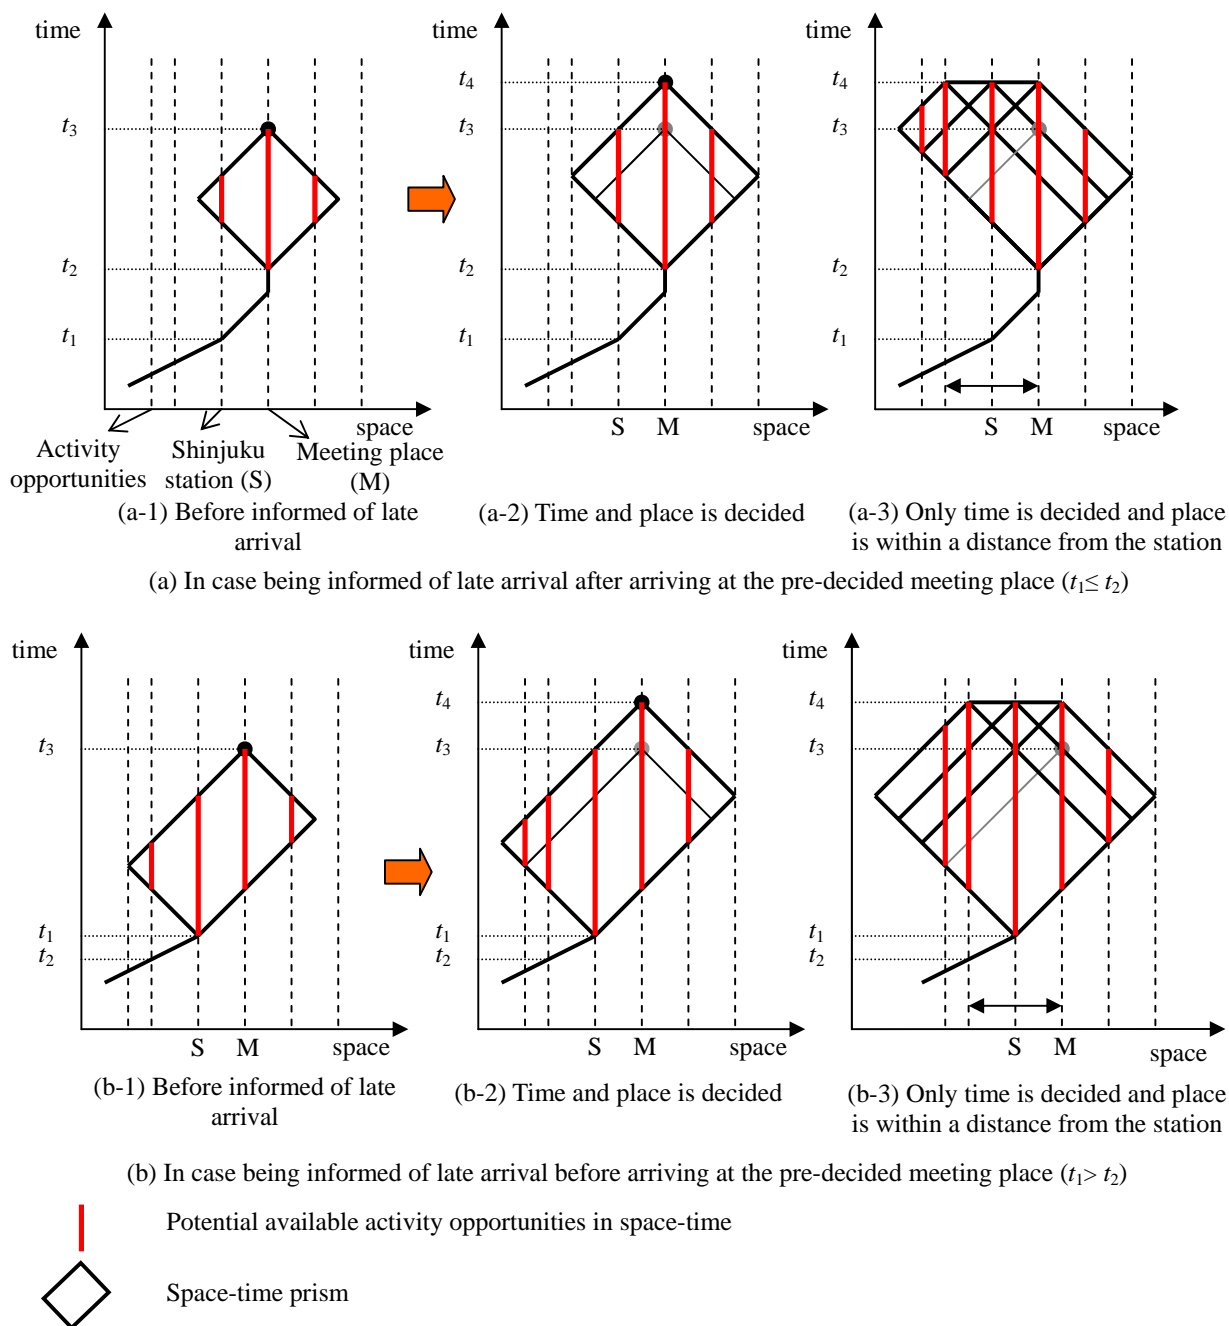 time
t4
t3
t2
t1
space
Activity opportunities
Shinjuku station (S)
Meeting place (M)
(a-1) Before informed of late
arrival
time
t4
t3
t2
t1
S M space
(a-2) Time and place is decided
time
t4
t3
t2
t1
S M space
(a-3) Only time is decided and place
is within a distance from the station
(a) In case being informed of late arrival after arriving at the pre-decided meeting place (t1≤ t2)
time
t3
t1
t2
S M space
(b-1) Before informed of late
arrival
time
t4
t3
t1
t2
S M space
(b-2) Time and place is decided
time
t4
t3
t1
t2
S M space
(b-3) Only time is decided and place
is within a distance from the station
(b) In case being informed of late arrival before arriving at the pre-decided meeting place (t1> t2)
Potential available activity opportunities in space-time
Space-time prism